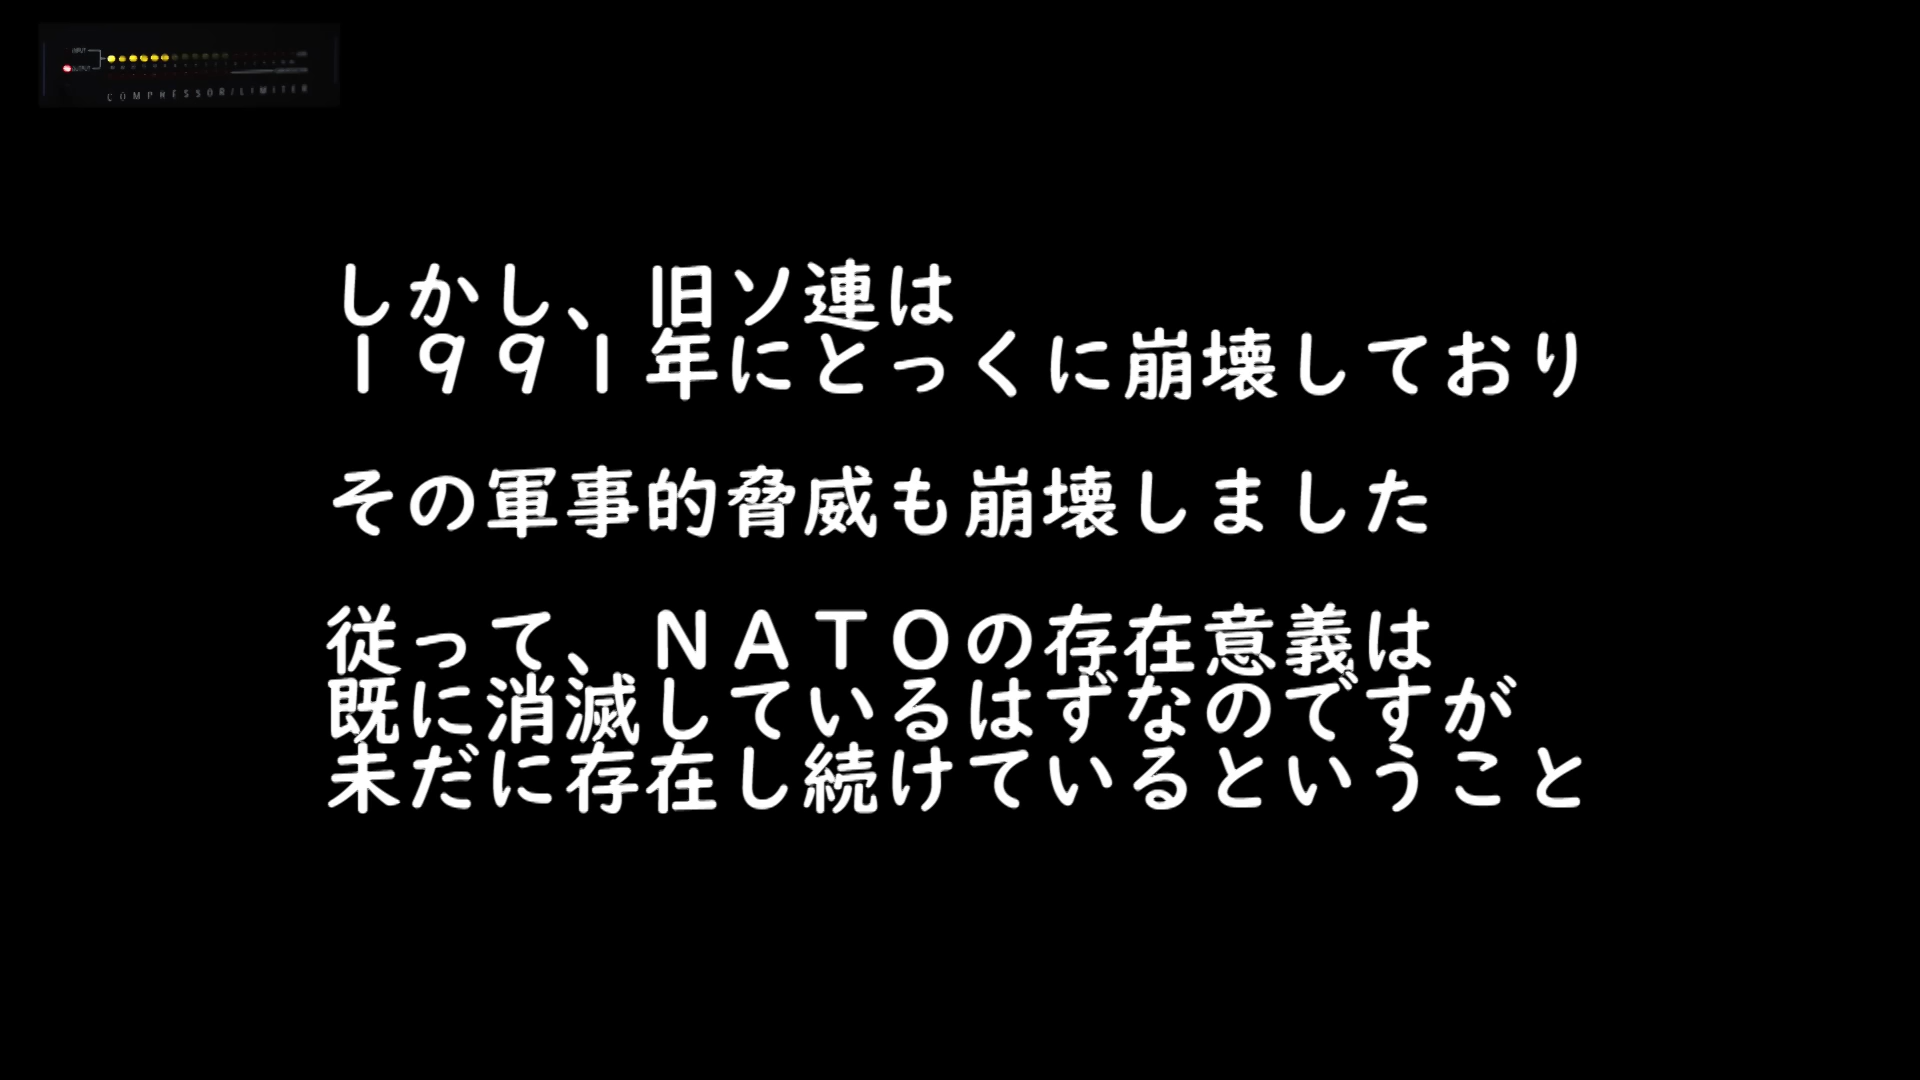 INPUT
OUTPUT
COMPRESSOR/LIMITER
しかし、旧ソ連は
１９９１年にとっくに崩壊しており
その軍事的脅威も崩壊しました
従って、ＮＡＴＯの存在意義は
既に消滅しているはずなのですが
未だに存在し続けているということ